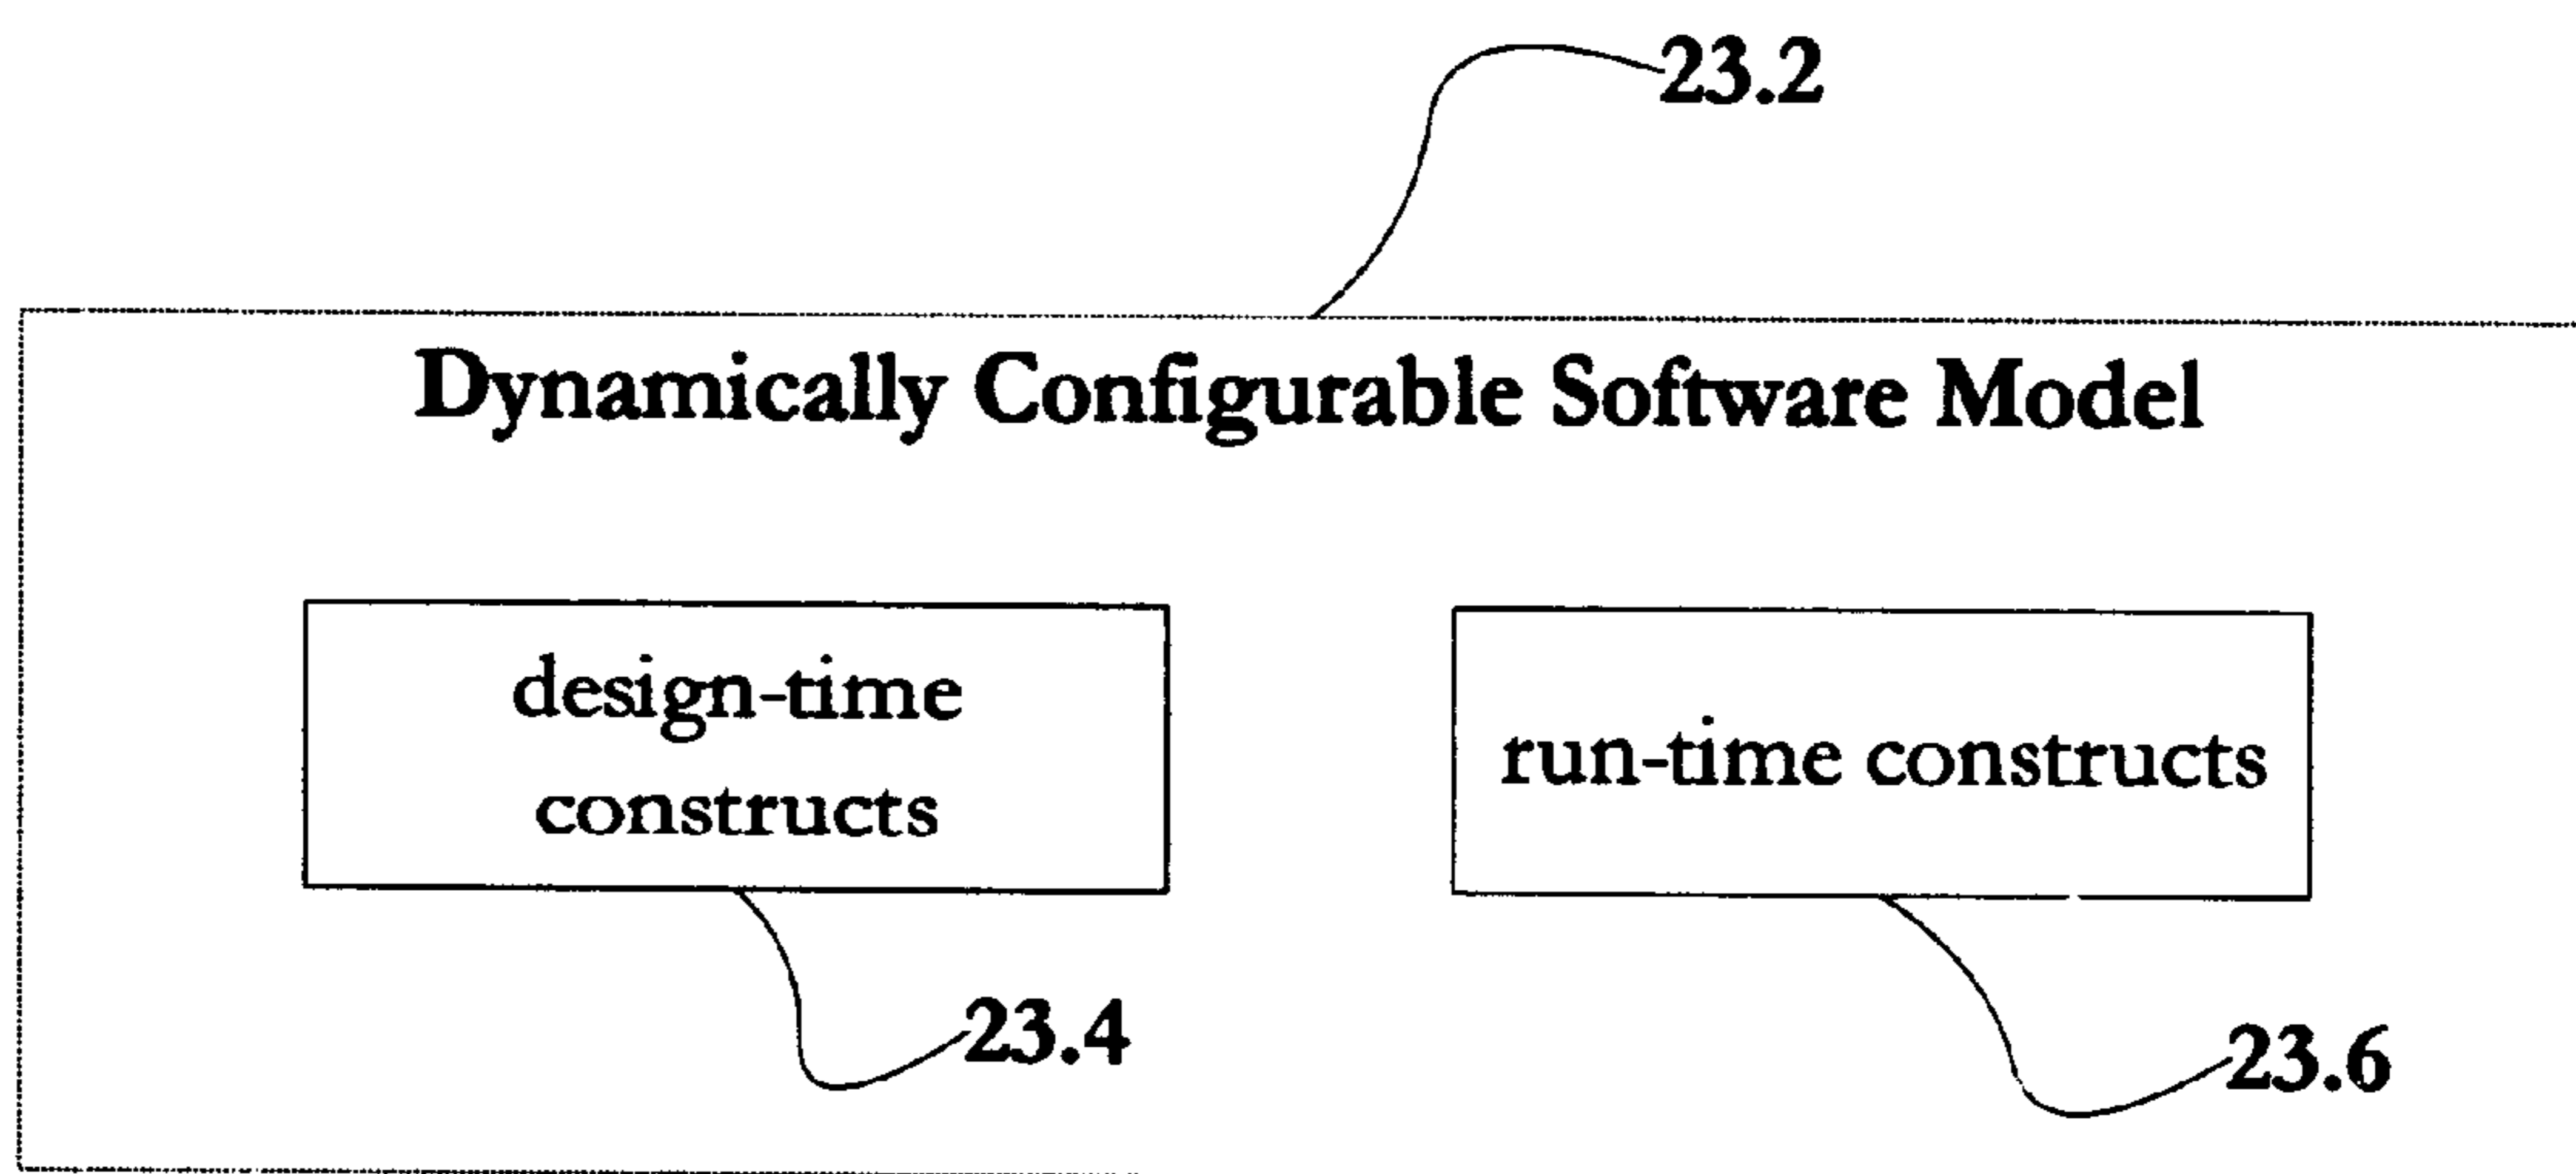 23.2
Dynamically Configurable Software Model
design-time
constructs
run-time constructs
23.4
23.6